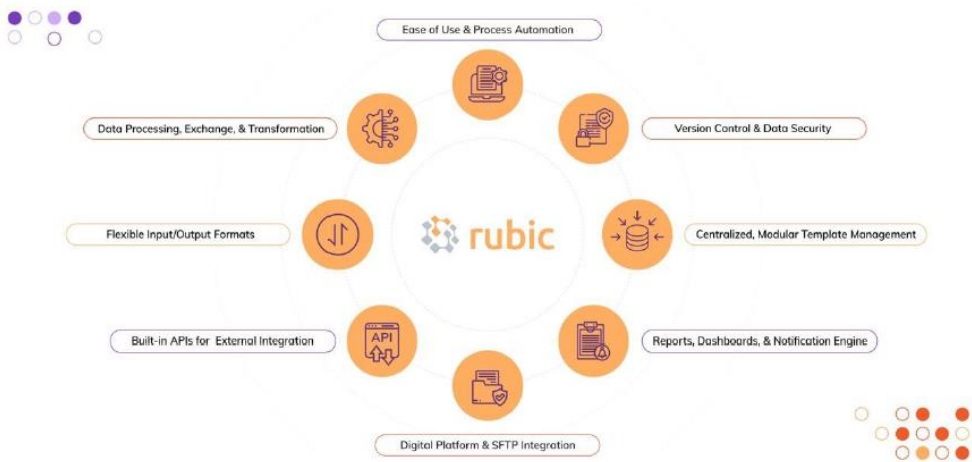 Ease of Use & Process Automation
Data Processing, Exchange, & Transformation
Version Control & Data Security
Flexible Input/Output Formats
rubic
Centralized, Modular Template Management
Built-in APIs for External Integration
API
Reports, Dashboards, & Notification Engine
Digital Platform & SFTP Integration